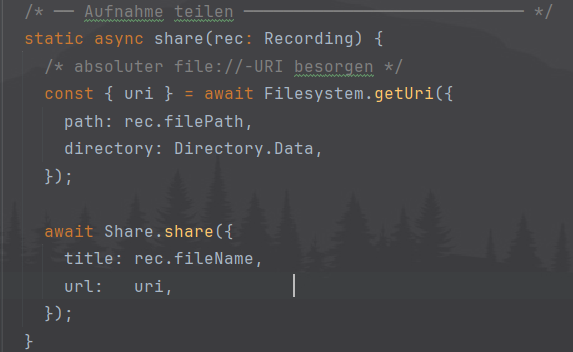 /* —— Aufnahme teilen ——————————————————— */
static async share(rec: Recording) {
/* absoluter file://-URI besorgen */
const { uri } = await Filesystem.getUri({
path: rec.filePath,
directory: Directory.Data,
});
await Share.share({
title: rec.fileName,
url:   uri,
});
}